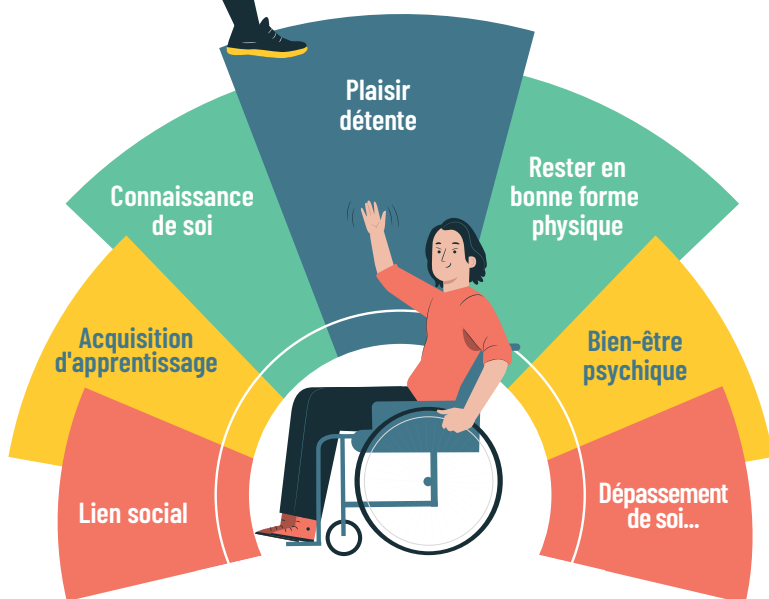 Plaisir
détente
Connaissance
de soi
Rester en
bonne forme
physique
Acquisition
d'apprentissage
Bien-être
psychique
Lien social
Dépassement
de soi...